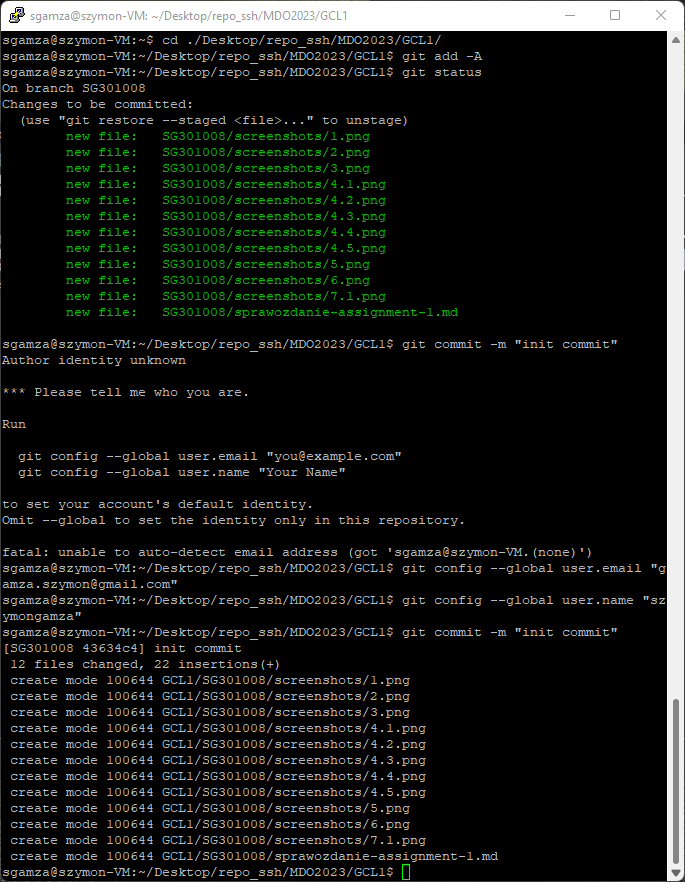 sgamza@szymon-VM: ~/Desktop/repo_ssh/MDO2023/GCL1
sgamza@szymon-VM:~$ cd ./Desktop/repo_ssh/MDO2023/GCL1/
sgamza@szymon-VM:~/Desktop/repo_ssh/MDO2023/GCL1$ git add -A
sgamza@szymon-VM:~/Desktop/repo_ssh/MDO2023/GCL1$ git status
On branch SG301008
Changes to be committed:
  (use "git restore --staged <file>..." to unstage)
        new file:   SG301008/screenshots/1.png
        new file:   SG301008/screenshots/2.png
        new file:   SG301008/screenshots/3.png
        new file:   SG301008/screenshots/4.1.png
        new file:   SG301008/screenshots/4.2.png
        new file:   SG301008/screenshots/4.3.png
        new file:   SG301008/screenshots/4.4.png
        new file:   SG301008/screenshots/4.5.png
        new file:   SG301008/screenshots/5.png
        new file:   SG301008/screenshots/6.png
        new file:   SG301008/screenshots/7.1.png
        new file:   SG301008/sprawozdanie-assignment-1.md

sgamza@szymon-VM:~/Desktop/repo_ssh/MDO2023/GCL1$ git commit -m "init commit"
Author identity unknown

*** Please tell me who you are.

Run

  git config --global user.email "you@example.com"
  git config --global user.name "Your Name"

to set your account's default identity.
Omit --global to set the identity only in this repository.

fatal: unable to auto-detect email address (got 'sgamza@szymon-VM.(none)')
sgamza@szymon-VM:~/Desktop/repo_ssh/MDO2023/GCL1$ git config --global user.email "g
amza.szymon@gmail.com"
sgamza@szymon-VM:~/Desktop/repo_ssh/MDO2023/GCL1$ git config --global user.name "sz
ymongamza"
sgamza@szymon-VM:~/Desktop/repo_ssh/MDO2023/GCL1$ git commit -m "init commit"
[SG301008 43634c4] init commit
 12 files changed, 22 insertions(+)
 create mode 100644 GCL1/SG301008/screenshots/1.png
 create mode 100644 GCL1/SG301008/screenshots/2.png
 create mode 100644 GCL1/SG301008/screenshots/3.png
 create mode 100644 GCL1/SG301008/screenshots/4.1.png
 create mode 100644 GCL1/SG301008/screenshots/4.2.png
 create mode 100644 GCL1/SG301008/screenshots/4.3.png
 create mode 100644 GCL1/SG301008/screenshots/4.4.png
 create mode 100644 GCL1/SG301008/screenshots/4.5.png
 create mode 100644 GCL1/SG301008/screenshots/5.png
 create mode 100644 GCL1/SG301008/screenshots/6.png
 create mode 100644 GCL1/SG301008/screenshots/7.1.png
 create mode 100644 GCL1/SG301008/sprawozdanie-assignment-1.md
sgamza@szymon-VM:~/Desktop/repo_ssh/MDO2023/GCL1$